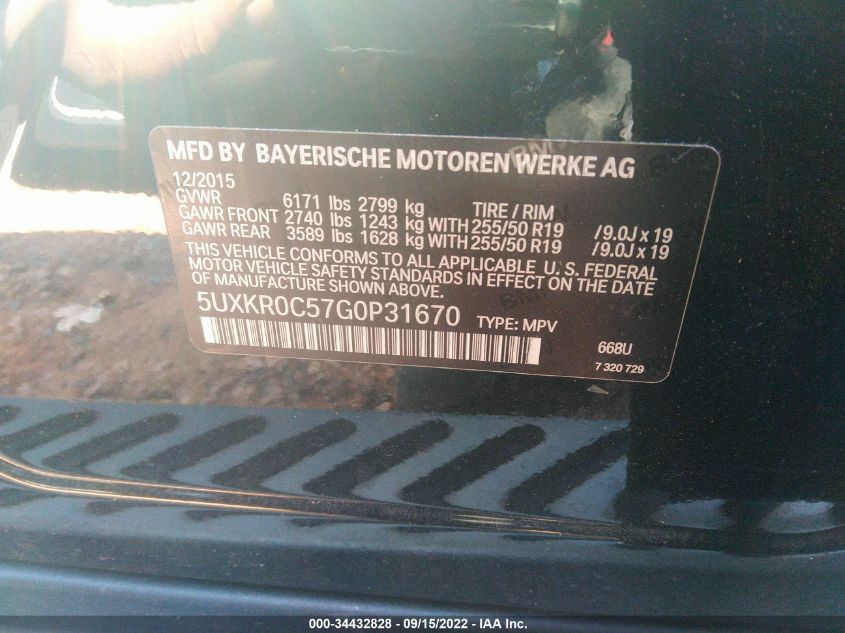 MFD BY BAYERISCHE MOTOREN WERKE AG
12/2015
GVWR 6171 lbs 2799 kg TIRE / RIM
GAWR FRONT 2740 lbs 1243 kg WITH 255/50 R19 /9.0J x 19
GAWR REAR 3589 lbs 1628 kg WITH 255/50 R19 /9.0J x 19
THIS VEHICLE CONFORMS TO ALL APPLICABLE U. S. FEDERAL
MOTOR VEHICLE SAFETY STANDARDS IN EFFECT ON THE DATE
OF MANUFACTURE SHOWN ABOVE.
5UXKR0C57G0P31670 TYPE: MPV
668U
7 320 729
000-34432828 - 09/15/2022 - IAA Inc.